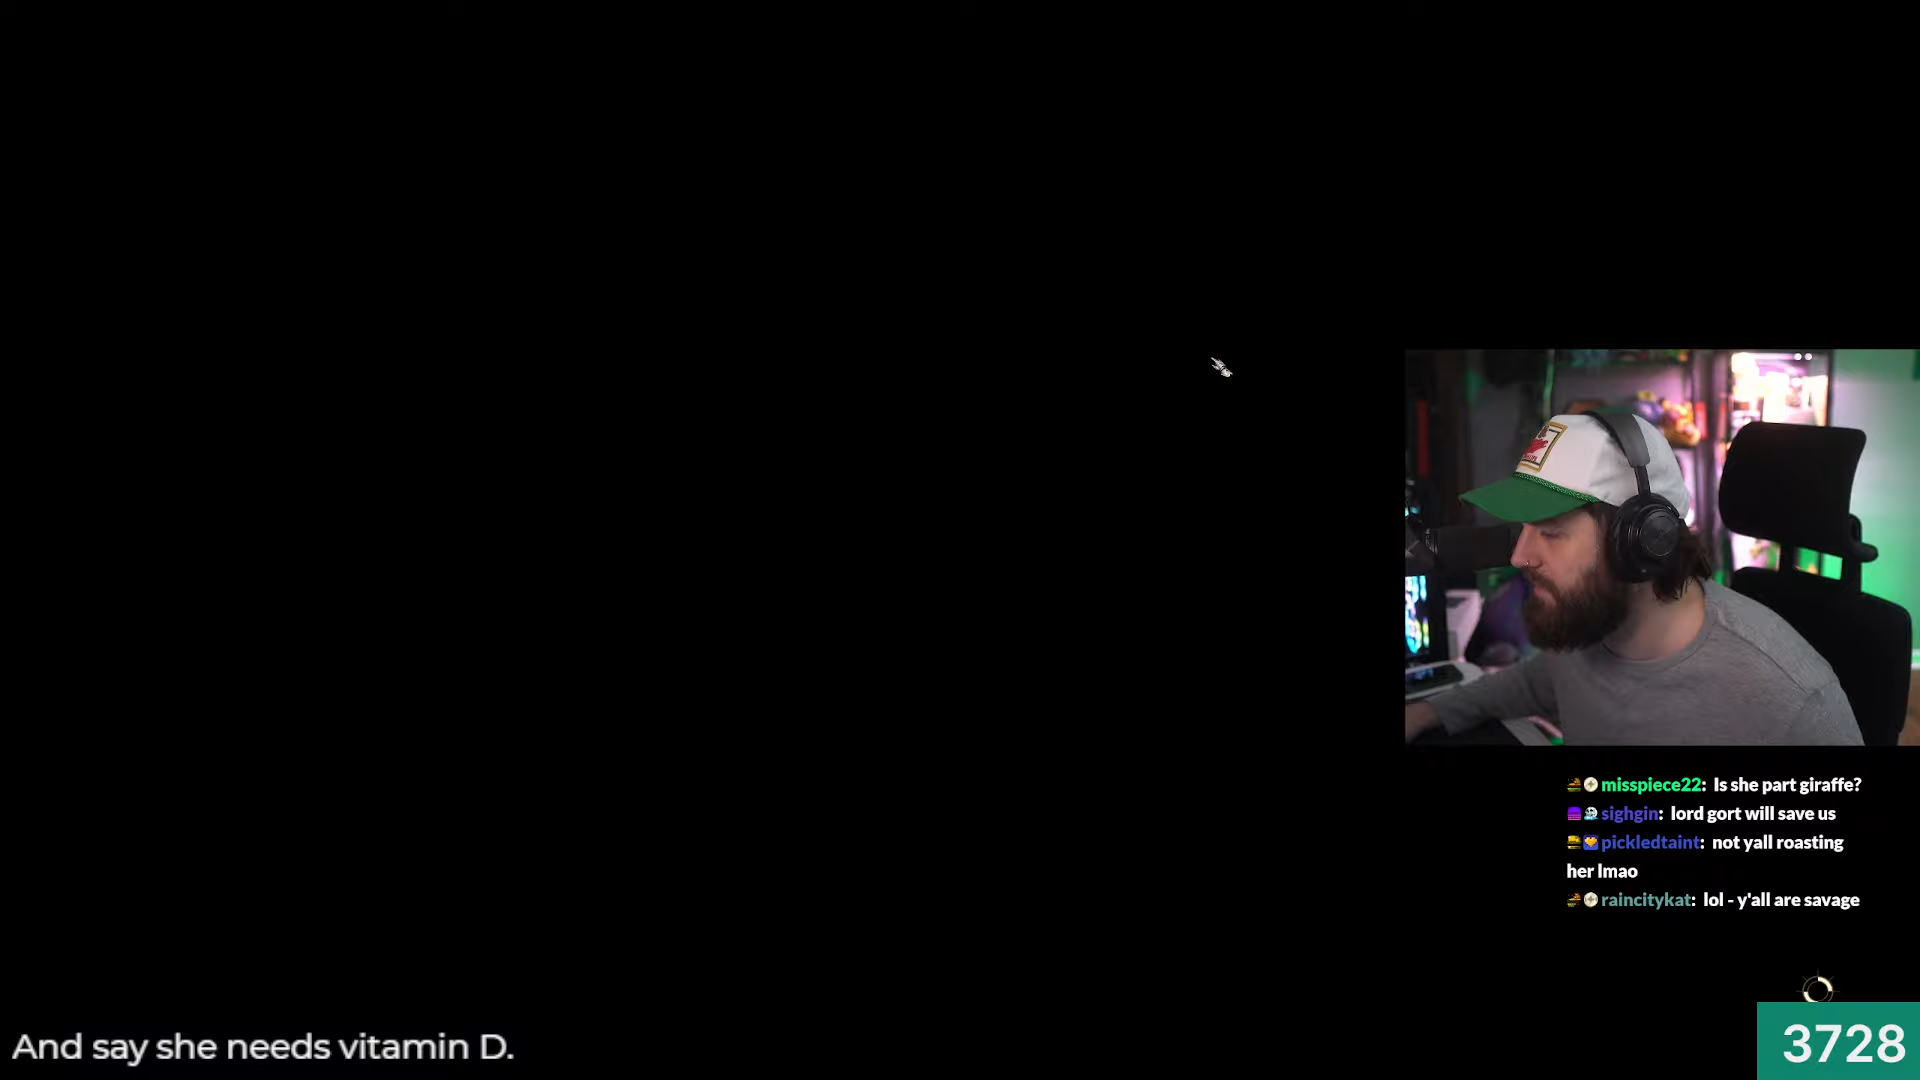 misspiece22: Is she part giraffe?
sighgin: lord gort will save us
pickledtaint: not yall roasting
her lmao
raincitykat: lol - y'all are savage
And say she needs vitamin D.
3728